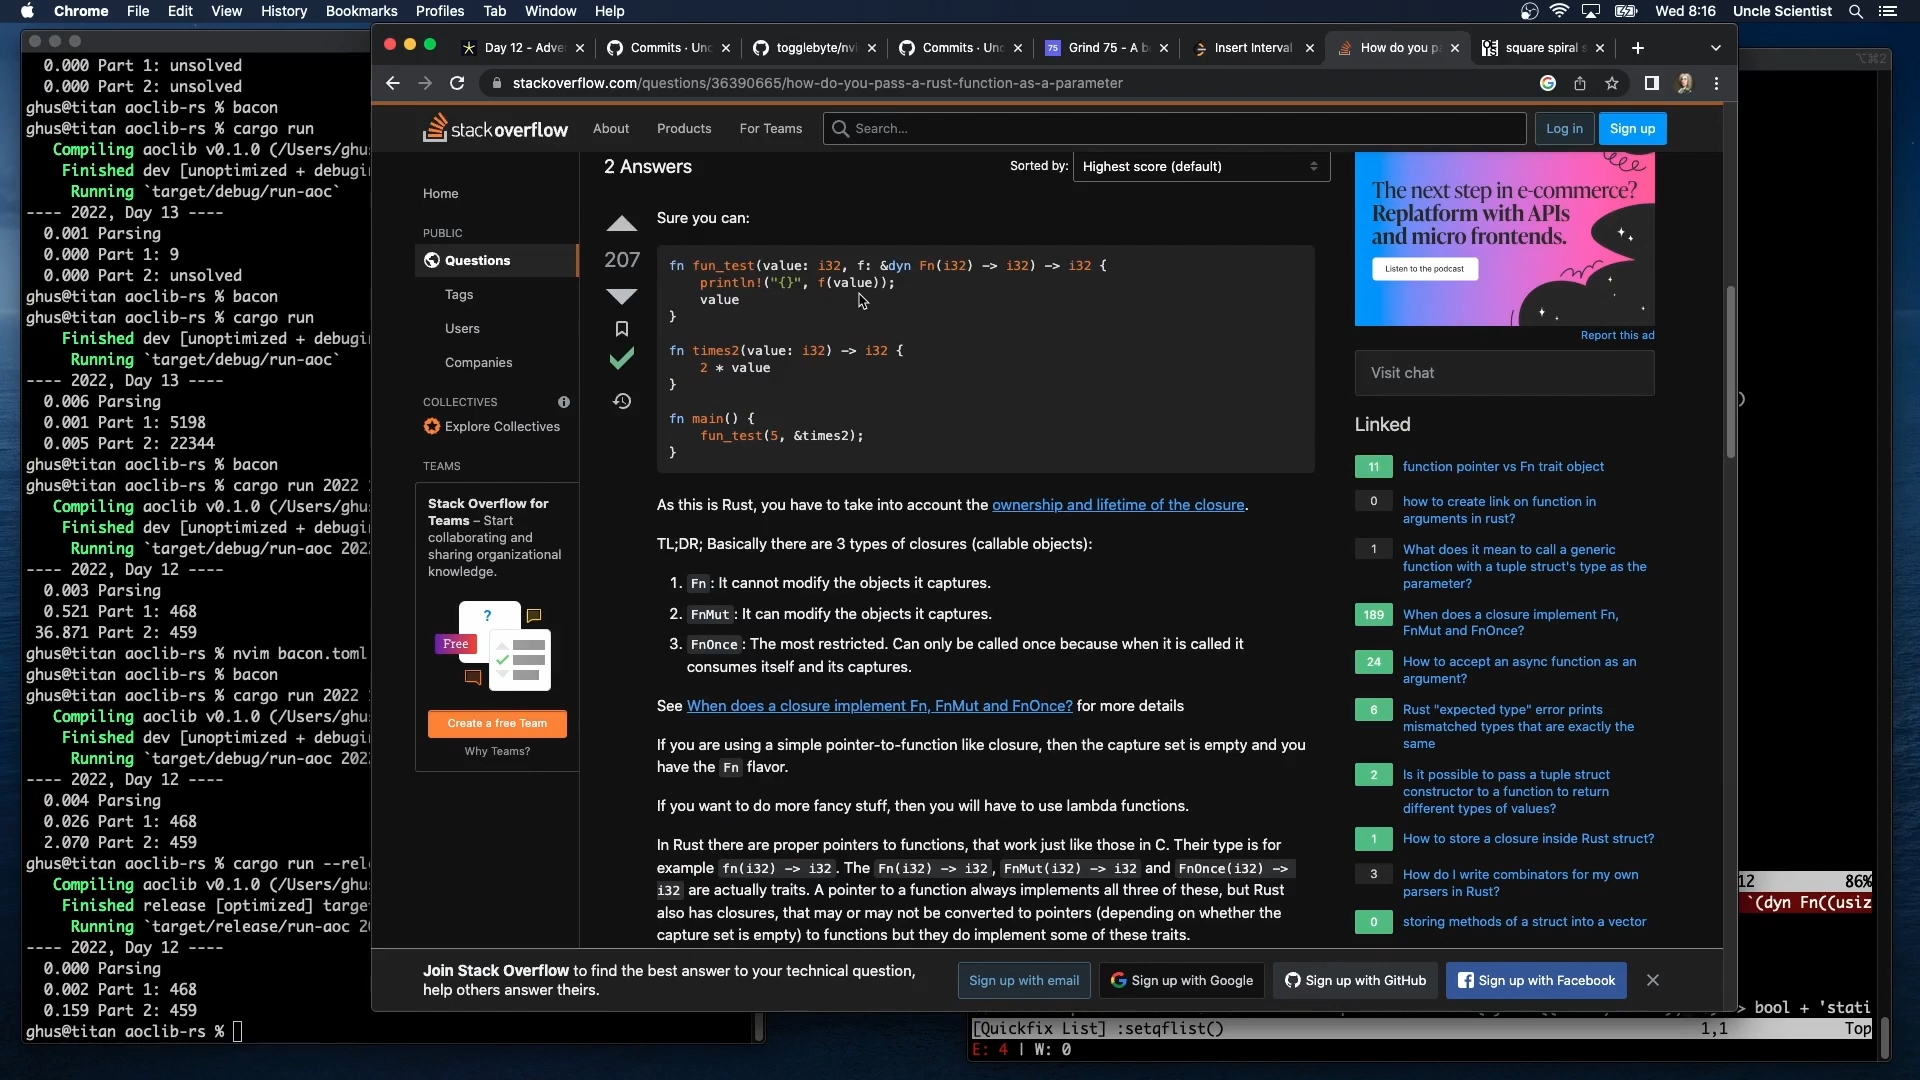 Chrome File Edit View History Bookmarks Profiles Tab Window Help Wed 8:16 Uncle Scientist
Day 12 - Adve Commits · Unc togglebyte/nvi Commits · Unc 75 Grind 75 - A b Insert Interval How do you pa square spiral s
stackoverflow.com/questions/36390665/how-do-you-pass-a-rust-function-as-a-parameter
stackoverflow About Products For Teams Search... Log in Sign up
0.000 Part 1: unsolved
0.000 Part 2: unsolved
ghus@titan aoclib-rs % bacon
ghus@titan aoclib-rs % cargo run
Compiling aoclib v0.1.0 (/Users/ghu
Finished dev [unoptimized + debugi
Running `target/debug/run-aoc`
---- 2022, Day 13 ----
0.001 Parsing
0.000 Part 1: 9
0.000 Part 2: unsolved
ghus@titan aoclib-rs % bacon
ghus@titan aoclib-rs % cargo run
Finished dev [unoptimized + debugi
Running `target/debug/run-aoc`
---- 2022, Day 13 ----
0.006 Parsing
0.001 Part 1: 5198
0.005 Part 2: 22344
ghus@titan aoclib-rs % bacon
ghus@titan aoclib-rs % cargo run 2022
Compiling aoclib v0.1.0 (/Users/ghu
Finished dev [unoptimized + debugi
Running `target/debug/run-aoc 202
---- 2022, Day 12 ----
0.003 Parsing
0.521 Part 1: 468
36.871 Part 2: 459
ghus@titan aoclib-rs % nvim bacon.toml
ghus@titan aoclib-rs % bacon
ghus@titan aoclib-rs % cargo run 2022
Compiling aoclib v0.1.0 (/Users/ghu
Finished dev [unoptimized + debugi
Running `target/debug/run-aoc 202
---- 2022, Day 12 ----
0.004 Parsing
0.026 Part 1: 468
2.070 Part 2: 459
ghus@titan aoclib-rs % cargo run --rel
Compiling aoclib v0.1.0 (/Users/ghu
Finished release [optimized] targe
Running `target/release/run-aoc 2
---- 2022, Day 12 ----
0.000 Parsing
0.002 Part 1: 468
0.159 Part 2: 459
ghus@titan aoclib-rs %
Home
PUBLIC
Questions
Tags
Users
Companies
COLLECTIVES
Explore Collectives
TEAMS
Stack Overflow for
Teams – Start
collaborating and
sharing organizational
knowledge.
?
Free
Create a free Team
Why Teams?
2 Answers
Sorted by: Highest score (default)
207
Sure you can:
fn fun_test(value: i32, f: &dyn Fn(i32) -> i32) -> i32 {
println!("{}", f(value));
value
}
fn times2(value: i32) -> i32 {
2 * value
}
fn main() {
fun_test(5, &times2);
}
As this is Rust, you have to take into account the ownership and lifetime of the closure.
TL;DR; Basically there are 3 types of closures (callable objects):
1. Fn: It cannot modify the objects it captures.
2. FnMut: It can modify the objects it captures.
3. FnOnce: The most restricted. Can only be called once because when it is called it
consumes itself and its captures.
See When does a closure implement Fn, FnMut and FnOnce? for more details
If you are using a simple pointer-to-function like closure, then the capture set is empty and you
have the Fn flavor.
If you want to do more fancy stuff, then you will have to use lambda functions.
In Rust there are proper pointers to functions, that work just like those in C. Their type is for
example fn(i32) -> i32. The Fn(i32) -> i32, FnMut(i32) -> i32 and FnOnce(i32) ->
i32 are actually traits. A pointer to a function always implements all three of these, but Rust
also has closures, that may or may not be converted to pointers (depending on whether the
capture set is empty) to functions but they do implement some of these traits.
The next step in e-commerce?
Replatform with APIs
and micro frontends.
Listen to the podcast
Report this ad
Visit chat
Linked
11 function pointer vs Fn trait object
0 how to create link on function in
arguments in rust?
1 What does it mean to call a generic
function with a tuple struct's type as the
parameter?
189 When does a closure implement Fn,
FnMut and FnOnce?
24 How to accept an async function as an
argument?
6 Rust "expected type" error prints
mismatched types that are exactly the
same
2 Is it possible to pass a tuple struct
constructor to a function to return
different types of values?
1 How to store a closure inside Rust struct?
3 How do I write combinators for my own
parsers in Rust?
0 storing methods of a struct into a vector
Join Stack Overflow to find the best answer to your technical question,
help others answer theirs.
Sign up with email Sign up with Google Sign up with GitHub Sign up with Facebook
⌥⌘2
)
12 86%
`(dyn Fn((usiz
> bool + 'stati
[Quickfix List] :setqflist() 1,1 Top
E: 4 | W: 0